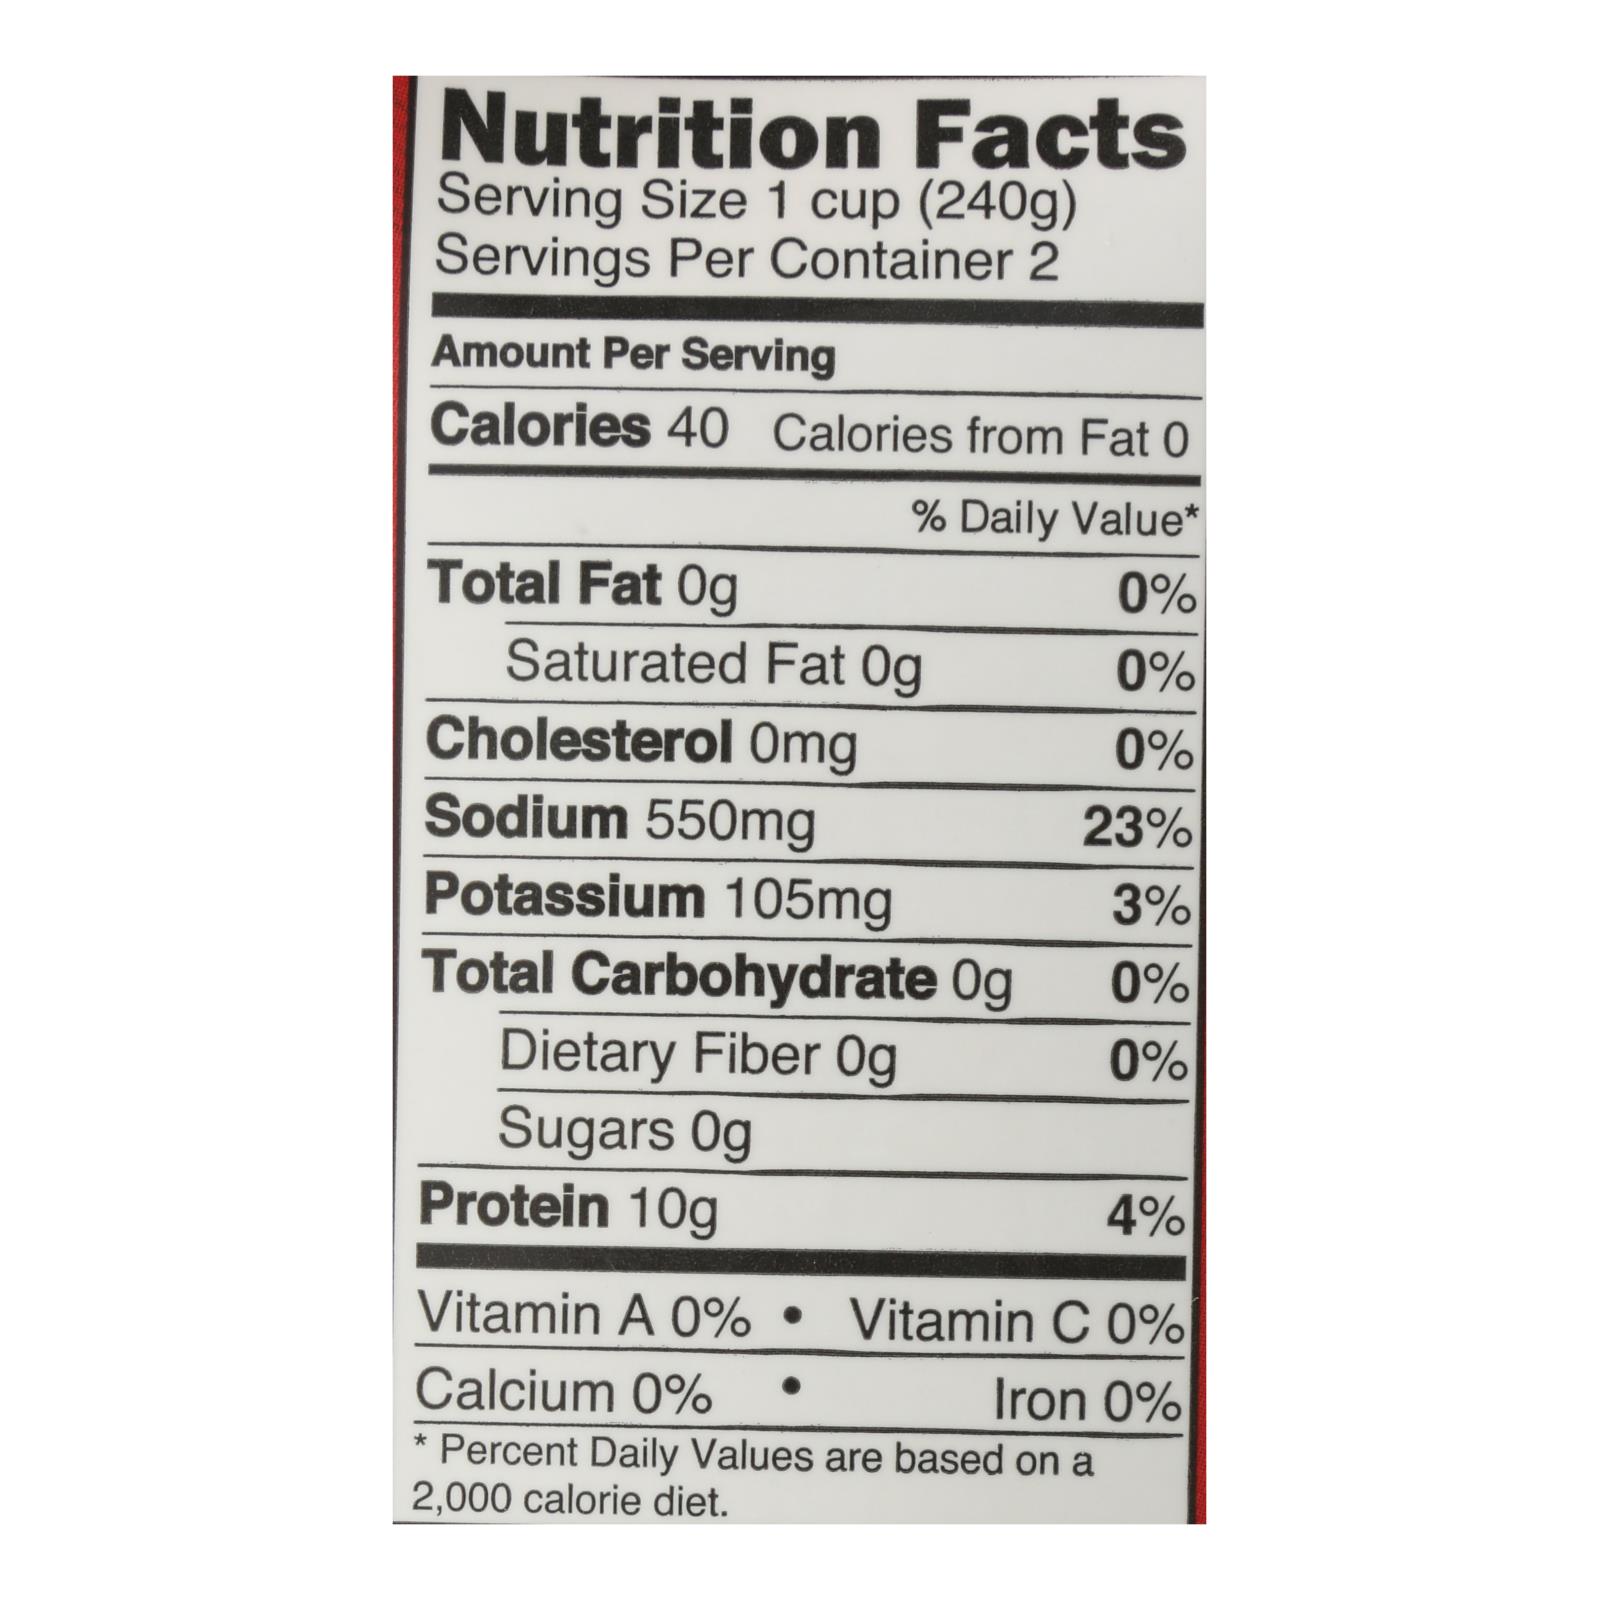 Nutrition Facts
Serving Size 1 cup (240g)
Servings Per Container 2
Amount Per Serving
Calories 40 Calories from Fat 0
% Daily Value*
Total Fat 0g 0%
Saturated Fat 0g 0%
Cholesterol 0mg 0%
Sodium 550mg 23%
Potassium 105mg 3%
Total Carbohydrate 0g 0%
Dietary Fiber 0g 0%
Sugars 0g
Protein 10g 4%
Vitamin A 0% • Vitamin C 0%
Calcium 0% • Iron 0%
* Percent Daily Values are based on a
2,000 calorie diet.